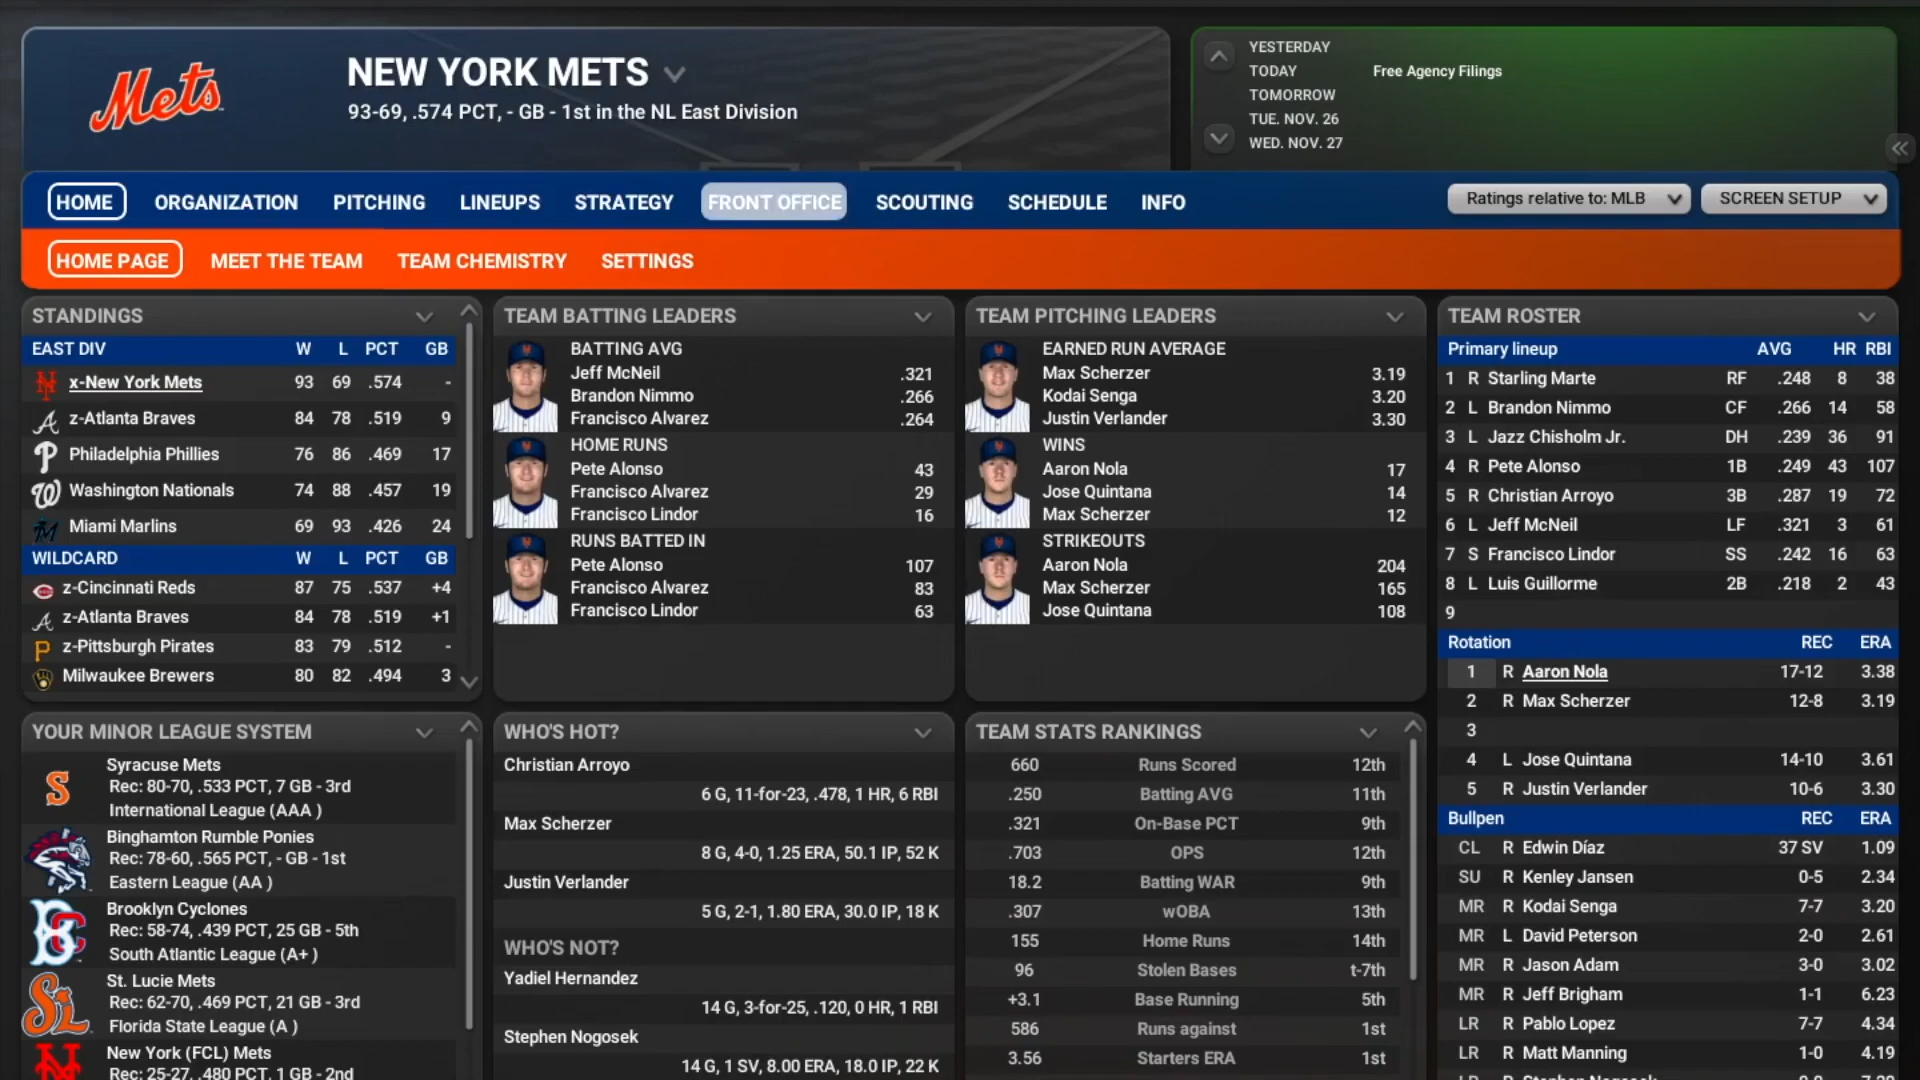 Mets
NEW YORK METS
93-69, .574 PCT, - GB - 1st in the NL East Division
YESTERDAY
TODAY Free Agency Filings
TOMORROW
TUE. NOV. 26
WED. NOV. 27
HOME ORGANIZATION PITCHING LINEUPS STRATEGY FRONT OFFICE SCOUTING SCHEDULE INFO
Ratings relative to: MLB SCREEN SETUP
HOME PAGE MEET THE TEAM TEAM CHEMISTRY SETTINGS
STANDINGS
EAST DIV W L PCT GB
x-New York Mets 93 69 .574 -
z-Atlanta Braves 84 78 .519 9
Philadelphia Phillies 76 86 .469 17
Washington Nationals 74 88 .457 19
Miami Marlins 69 93 .426 24
WILDCARD W L PCT GB
z-Cincinnati Reds 87 75 .537 +4
z-Atlanta Braves 84 78 .519 +1
z-Pittsburgh Pirates 83 79 .512 -
Milwaukee Brewers 80 82 .494 3
TEAM BATTING LEADERS
BATTING AVG
Jeff McNeil .321
Brandon Nimmo .266
Francisco Alvarez .264
HOME RUNS
Pete Alonso 43
Francisco Alvarez 29
Francisco Lindor 16
RUNS BATTED IN
Pete Alonso 107
Francisco Alvarez 83
Francisco Lindor 63
TEAM PITCHING LEADERS
EARNED RUN AVERAGE
Max Scherzer 3.19
Kodai Senga 3.20
Justin Verlander 3.30
WINS
Aaron Nola 17
Jose Quintana 14
Max Scherzer 12
STRIKEOUTS
Aaron Nola 204
Max Scherzer 165
Jose Quintana 108
TEAM ROSTER
Primary lineup AVG HR RBI
1 R Starling Marte RF .248 8 38
2 L Brandon Nimmo CF .266 14 58
3 L Jazz Chisholm Jr. DH .239 36 91
4 R Pete Alonso 1B .249 43 107
5 R Christian Arroyo 3B .287 19 72
6 L Jeff McNeil LF .321 3 61
7 S Francisco Lindor SS .242 16 63
8 L Luis Guillorme 2B .218 2 43
9
Rotation REC ERA
1 R Aaron Nola 17-12 3.38
2 R Max Scherzer 12-8 3.19
3
4 L Jose Quintana 14-10 3.61
5 R Justin Verlander 10-6 3.30
Bullpen REC ERA
CL R Edwin Díaz 37 SV 1.09
SU R Kenley Jansen 0-5 2.34
MR R Kodai Senga 7-7 3.20
MR L David Peterson 2-0 2.61
MR R Jason Adam 3-0 3.02
MR R Jeff Brigham 1-1 6.23
LR R Pablo Lopez 7-7 4.34
LR R Matt Manning 1-0 4.19
YOUR MINOR LEAGUE SYSTEM
Syracuse Mets
Rec: 80-70, .533 PCT, 7 GB - 3rd
International League (AAA )
Binghamton Rumble Ponies
Rec: 78-60, .565 PCT, - GB - 1st
Eastern League (AA )
Brooklyn Cyclones
Rec: 58-74, .439 PCT, 25 GB - 5th
South Atlantic League (A+ )
St. Lucie Mets
Rec: 62-70, .469 PCT, 21 GB - 3rd
Florida State League (A )
New York (FCL) Mets
Rec: 25-27, .480 PCT, 1 GB - 2nd
WHO'S HOT?
Christian Arroyo
6 G, 11-for-23, .478, 1 HR, 6 RBI
Max Scherzer
8 G, 4-0, 1.25 ERA, 50.1 IP, 52 K
Justin Verlander
5 G, 2-1, 1.80 ERA, 30.0 IP, 18 K
WHO'S NOT?
Yadiel Hernandez
14 G, 3-for-25, .120, 0 HR, 1 RBI
Stephen Nogosek
14 G, 1 SV, 8.00 ERA, 18.0 IP, 22 K
TEAM STATS RANKINGS
660 Runs Scored 12th
.250 Batting AVG 11th
.321 On-Base PCT 9th
.703 OPS 12th
18.2 Batting WAR 9th
.307 wOBA 13th
155 Home Runs 14th
96 Stolen Bases t-7th
+3.1 Base Running 5th
586 Runs against 1st
3.56 Starters ERA 1st